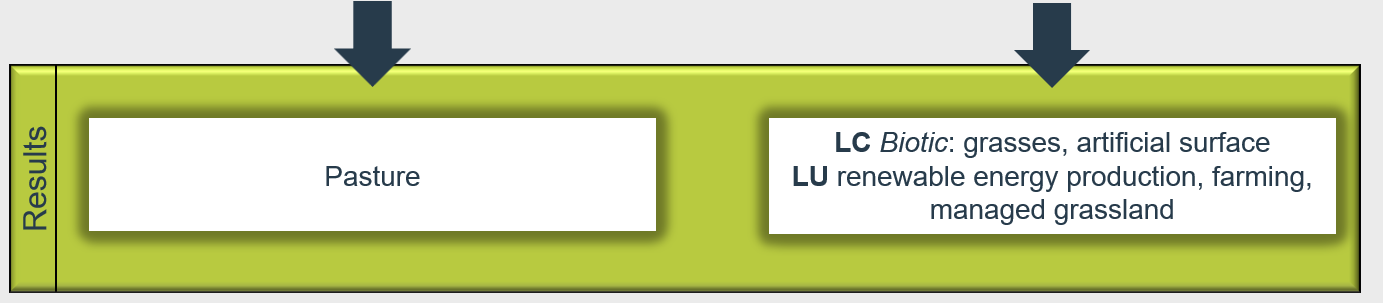 Results
Pasture
LC Biotic: grasses, artificial surface
LU renewable energy production, farming,
managed grassland